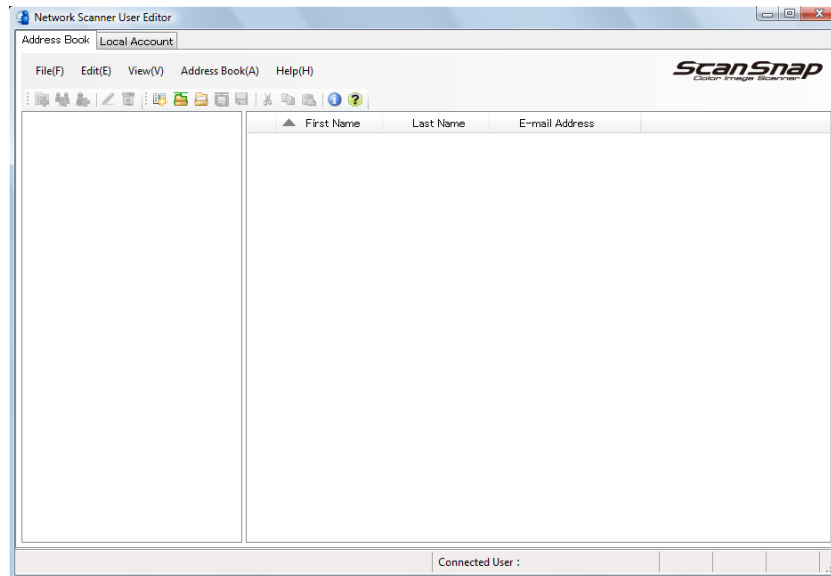 Network Scanner User Editor
Address Book Local Account
File(F) Edit(E) View(V) Address Book(A) Help(H)
ScanSnap
Color Image Scanner
First Name Last Name E-mail Address
Connected User :